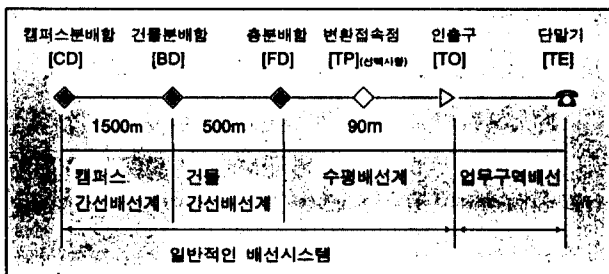 캠퍼스분배함 건물분배함 층분배함 변환접속점 인출구 단말기
[CD] [BD] [FD] [TP](선택사항) [TO] [TE]
1500m 500m 90m
캠퍼스 건물 수평배선계 업무구역배선
간선배선계 간선배선계
일반적인 배선시스템